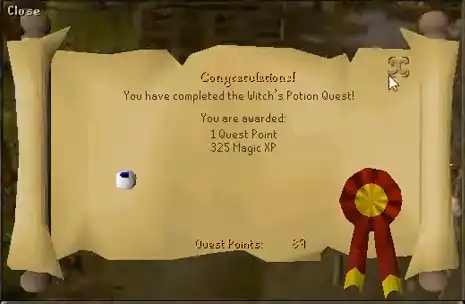 Close
Congratulations!
You have completed the Witch's Potion Quest!
You are awarded:
1 Quest Point
325 Magic XP
Quest Points: 89